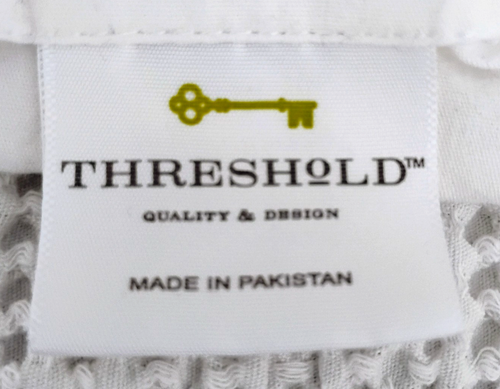 THRESHOLD™
QUALITY & DESIGN
MADE IN PAKISTAN